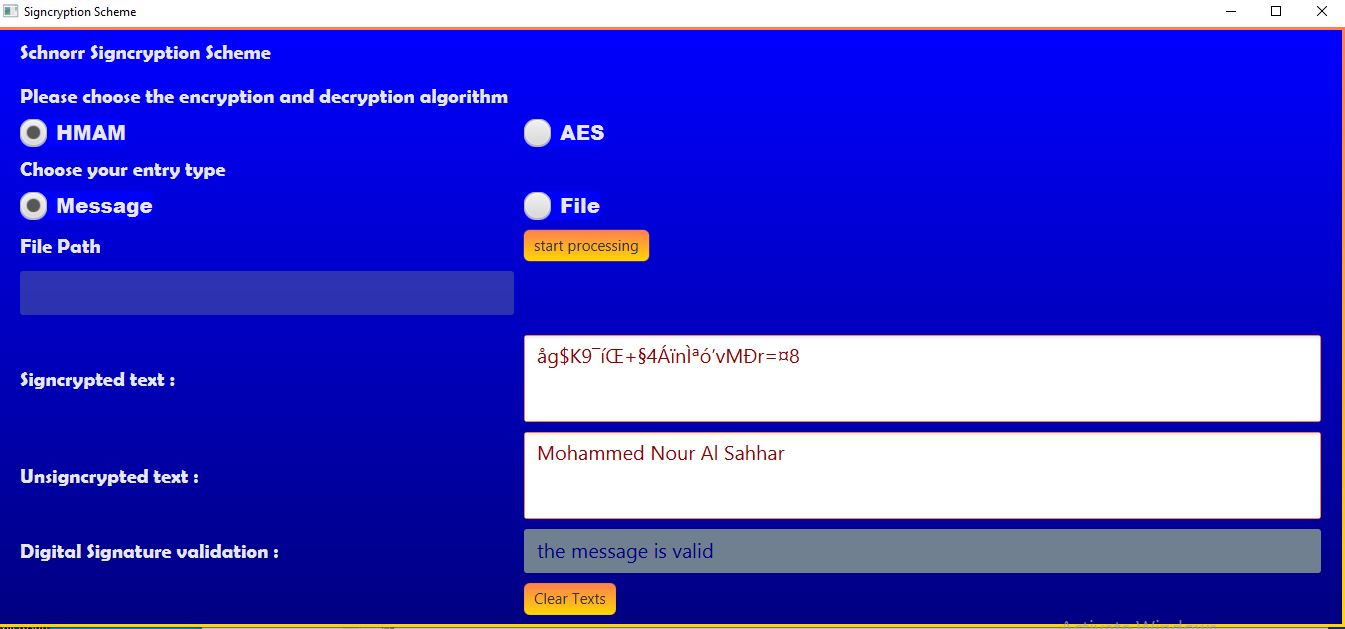 Signcryption Scheme
Schnorr Signcryption Scheme
Please choose the encryption and decryption algorithm
HMAM AES
Choose your entry type
Message File
File Path start processing
Signcrypted text : åg$K9¯íŒ+§4ÁïnÌªó’vMÐr=¤8
Unsigncrypted text : Mohammed Nour Al Sahhar
Digital Signature validation : the message is valid
Clear Texts